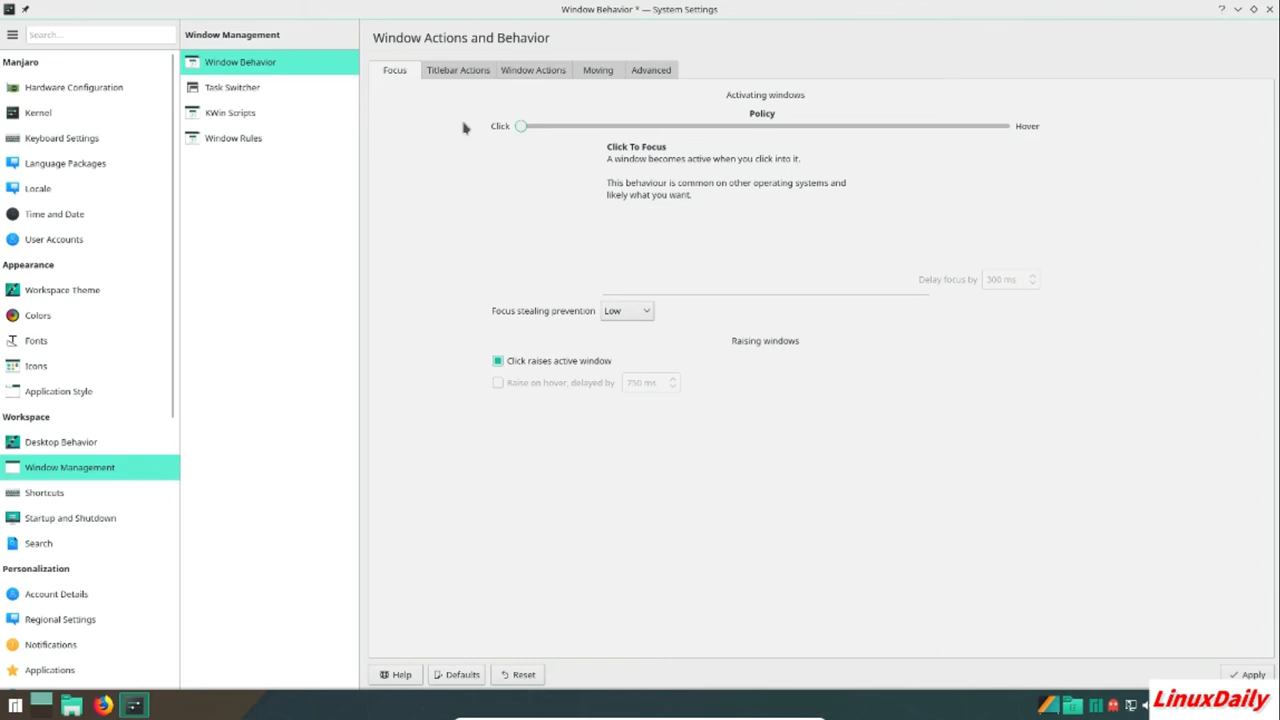 Window Behavior * — System Settings
?
Search...
Manjaro
Hardware Configuration
Kernel
Keyboard Settings
Language Packages
Locale
Time and Date
User Accounts
Appearance
Workspace Theme
Colors
Fonts
Icons
Application Style
Workspace
Desktop Behavior
Window Management
Shortcuts
Startup and Shutdown
Search
Personalization
Account Details
Regional Settings
Notifications
Applications
Window Management
Window Behavior
Task Switcher
KWin Scripts
Window Rules
Window Actions and Behavior
Focus
Titlebar Actions
Window Actions
Moving
Advanced
Activating windows
Policy
Click
Hover
Click To Focus
A window becomes active when you click into it.
This behaviour is common on other operating systems and
likely what you want.
Delay focus by 300 ms
Focus stealing prevention Low
Raising windows
Click raises active window
Raise on hover, delayed by 750 ms
Help
Defaults
Reset
Apply
LinuxDaily